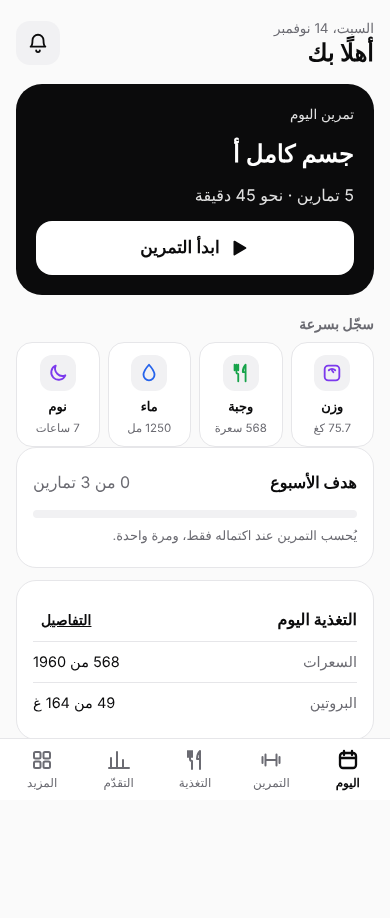 السبت، 14 نوفمبر
أهلًا بك
تمرين اليوم
جسم كامل أ
5 تمارين · نحو 45 دقيقة
ابدأ التمرين
سجّل بسرعة
وزن
75.7 كغ
وجبة
568 سعرة
ماء
1250 مل
نوم
7 ساعات
هدف الأسبوع
0 من 3 تمارين
يُحسب التمرين عند اكتماله فقط، ومرة واحدة.
التغذية اليوم
التفاصيل
السعرات
568 من 1960
البروتين
49 من 164 غ
اليوم
التمرين
التغذية
التقدّم
المزيد